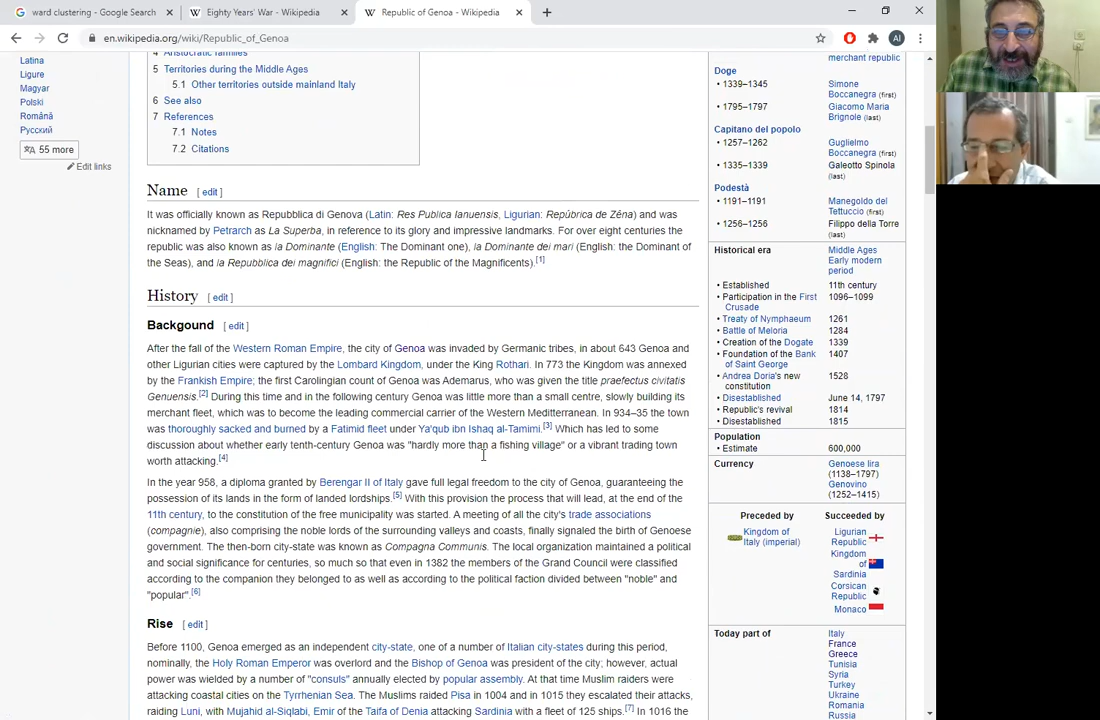 ward clustering - Google Search
Eighty Years' War - Wikipedia
Republic of Genoa - Wikipedia
en.wikipedia.org/wiki/Republic_of_Genoa
AI
Latina
Ligure
Magyar
Polski
Română
Русский
55 more
Edit links
4 Aristocratic families
5 Territories during the Middle Ages
5.1 Other territories outside mainland Italy
6 See also
7 References
7.1 Notes
7.2 Citations
Name [ edit ]
It was officially known as Repubblica di Genova (Latin: Res Publica Ianuensis, Ligurian: Repúbrica de Zêna) and was
nicknamed by Petrarch as La Superba, in reference to its glory and impressive landmarks. For over eight centuries the
republic was also known as la Dominante (English: The Dominant one), la Dominante dei mari (English: the Dominant of
the Seas), and la Repubblica dei magnifici (English: the Republic of the Magnificents).[1]
History [ edit ]
Backgound [ edit ]
After the fall of the Western Roman Empire, the city of Genoa was invaded by Germanic tribes, in about 643 Genoa and
other Ligurian cities were captured by the Lombard Kingdom, under the King Rothari. In 773 the Kingdom was annexed
by the Frankish Empire; the first Carolingian count of Genoa was Ademarus, who was given the title praefectus civitatis
Genuensis.[2] During this time and in the following century Genoa was little more than a small centre, slowly building its
merchant fleet, which was to become the leading commercial carrier of the Western Mediterranean. In 934–35 the town
was thoroughly sacked and burned by a Fatimid fleet under Ya'qub ibn Ishaq al-Tamimi.[3] Which has led to some
discussion about whether early tenth-century Genoa was "hardly more than a fishing village" or a vibrant trading town
worth attacking.[4]
In the year 958, a diploma granted by Berengar II of Italy gave full legal freedom to the city of Genoa, guaranteeing the
possession of its lands in the form of landed lordships.[5] With this provision the process that will lead, at the end of the
11th century, to the constitution of the free municipality was started. A meeting of all the city's trade associations
(compagnie), also comprising the noble lords of the surrounding valleys and coasts, finally signaled the birth of Genoese
government. The then-born city-state was known as Compagna Communis. The local organization maintained a political
and social significance for centuries, so much so that even in 1382 the members of the Grand Council were classified
according to the companion they belonged to as well as according to the political faction divided between "noble" and
"popular".[6]
Rise [ edit ]
Before 1100, Genoa emerged as an independent city-state, one of a number of Italian city-states during this period,
nominally, the Holy Roman Emperor was overlord and the Bishop of Genoa was president of the city; however, actual
power was wielded by a number of "consuls" annually elected by popular assembly. At that time Muslim raiders were
attacking coastal cities on the Tyrrhenian Sea. The Muslims raided Pisa in 1004 and in 1015 they escalated their attacks,
raiding Luni, with Mujahid al-Siqlabi, Emir of the Taifa of Denia attacking Sardinia with a fleet of 125 ships.[7] In 1016 the
merchant republic
Doge
• 1339–1345 Simone
Boccanegra (first)
• 1795–1797 Giacomo Maria
Brignole (last)
Capitano del popolo
• 1257–1262 Guglielmo
Boccanegra (first)
• 1335–1339 Galeotto Spinola
(last)
Podestà
• 1191–1191 Manegoldo del
Tettuccio (first)
• 1256–1256 Filippo della Torre
(last)
Historical era Middle Ages
Early modern
period
• Established 11th century
• Participation in the First 1096–1099
Crusade
• Treaty of Nymphaeum 1261
• Battle of Meloria 1284
• Creation of the Dogate 1339
• Foundation of the Bank 1407
of Saint George
• Andrea Doria's new 1528
constitution
• Disestablished June 14, 1797
• Republic's revival 1814
• Disestablished 1815
Population
• Estimate 600,000
Currency Genoese lira
(1138–1797)
Genovino
(1252–1415)
Preceded by Succeeded by
Kingdom of
Italy (imperial)
Ligurian
Republic
Kingdom
of
Sardinia
Corsican
Republic
Monaco
Today part of Italy
France
Greece
Tunisia
Syria
Turkey
Ukraine
Romania
Russia